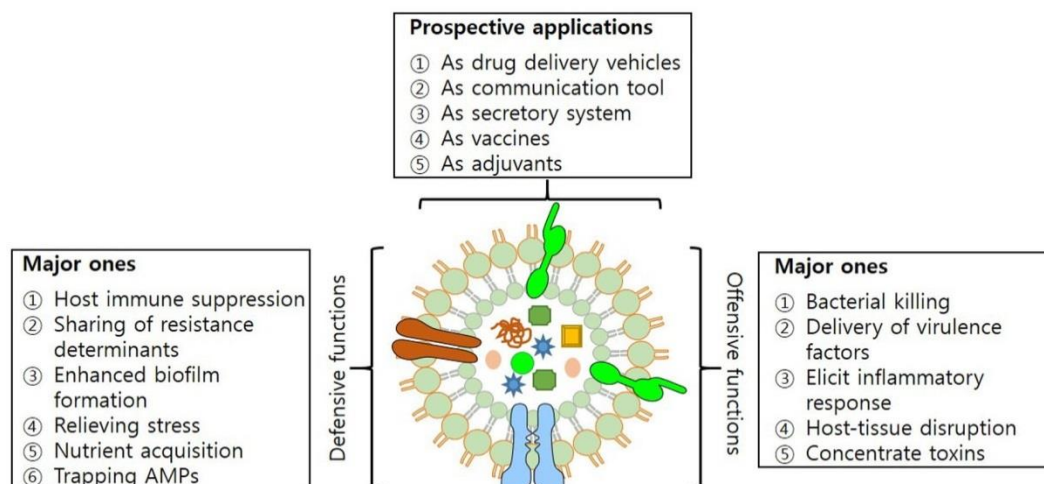 Prospective applications
① As drug delivery vehicles
② As communication tool
③ As secretory system
④ As vaccines
⑤ As adjuvants
Major ones
① Host immune suppression
② Sharing of resistance
determinants
③ Enhanced biofilm
formation
④ Relieving stress
⑤ Nutrient acquisition
⑥ Trapping AMPs
Defensive functions
Offensive functions
Major ones
① Bacterial killing
② Delivery of virulence
factors
③ Elicit inflammatory
response
④ Host-tissue disruption
⑤ Concentrate toxins